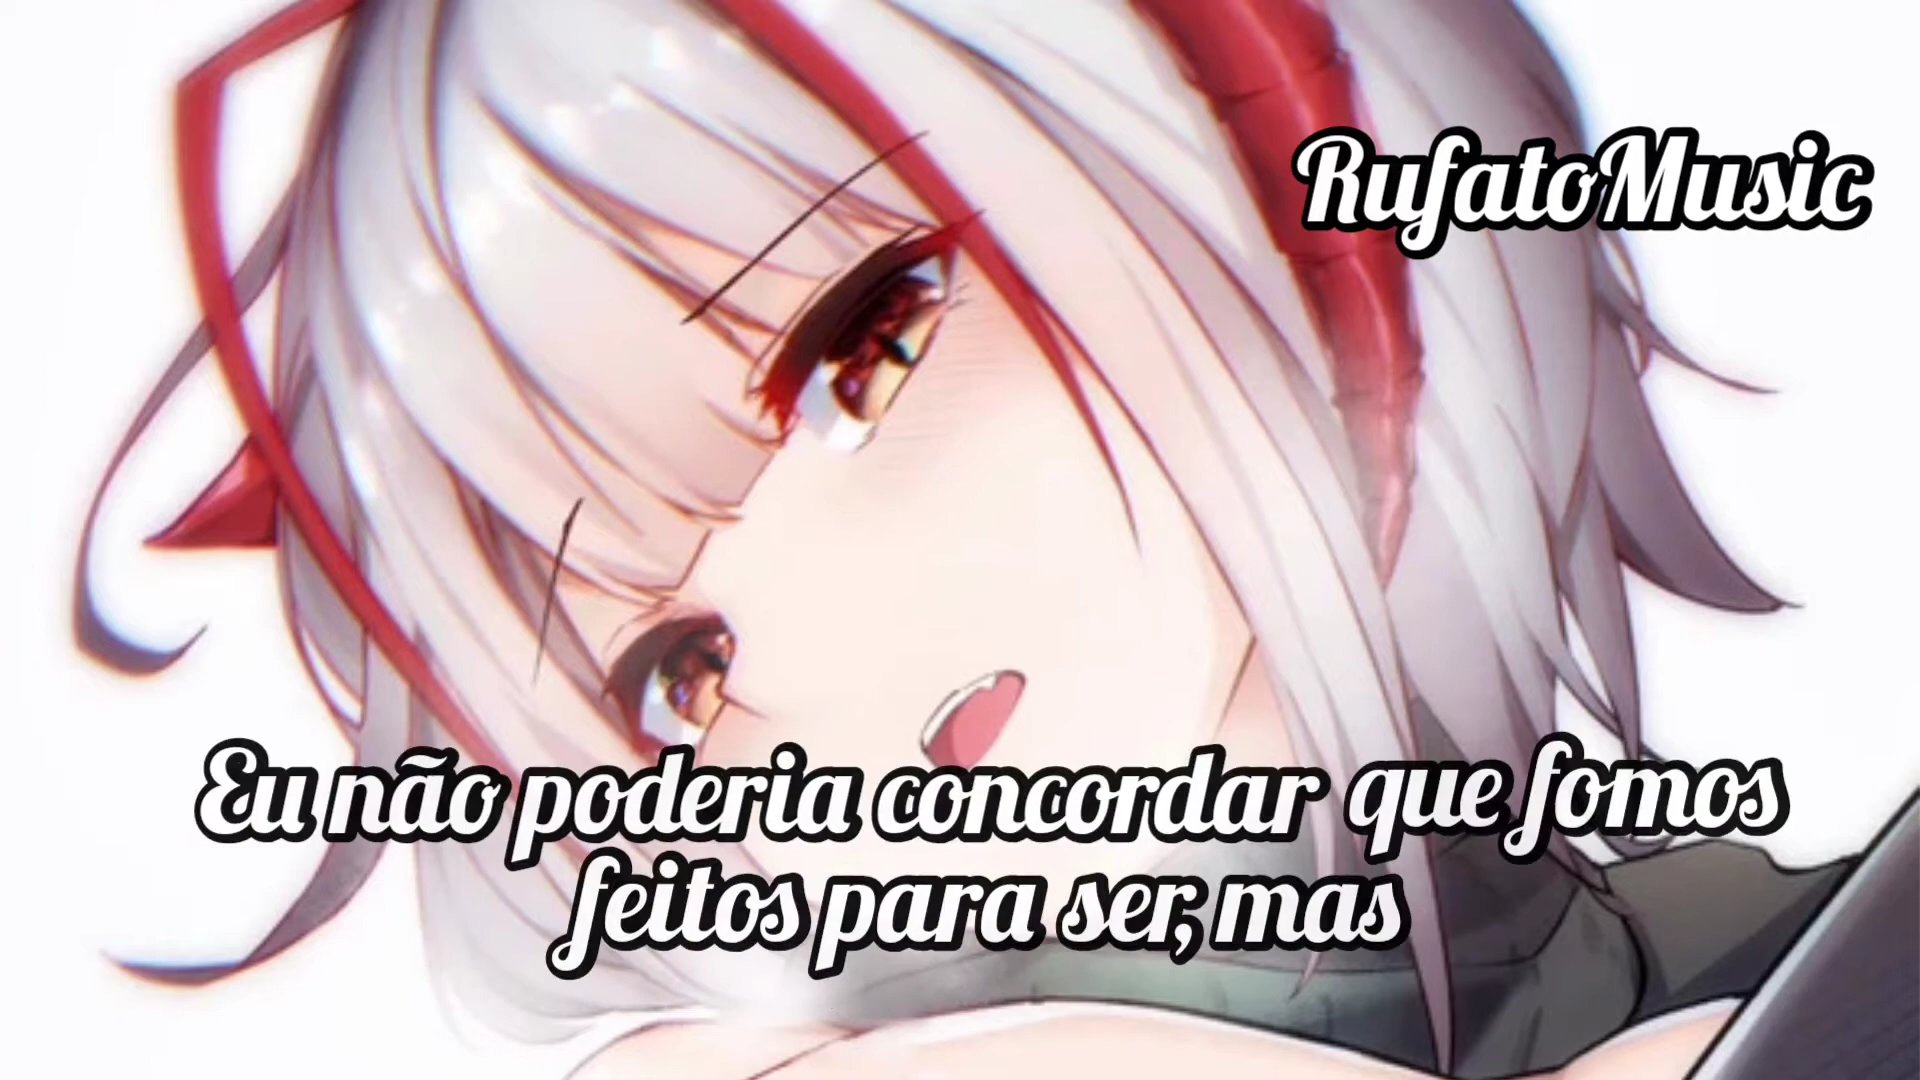 RufatoMusic
Eu não poderia concordar que fomos
feitos para ser, mas